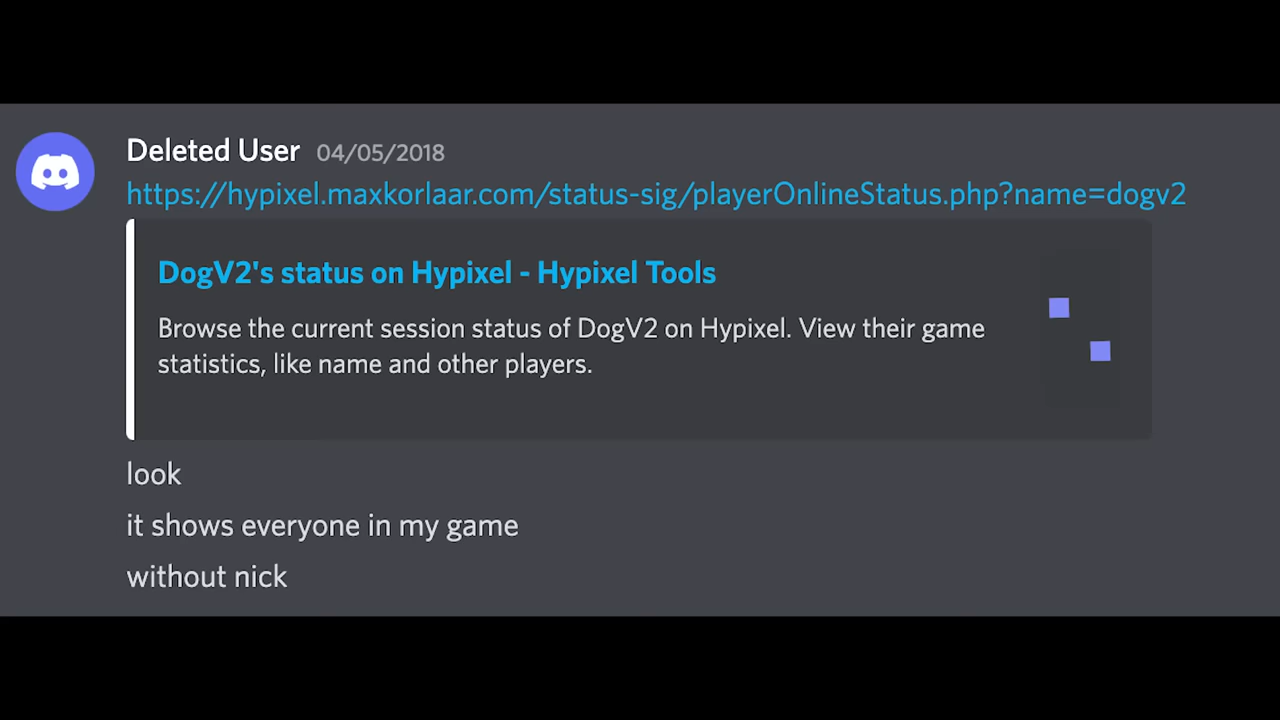 Deleted User 04/05/2018
https://hypixel.maxkorlaar.com/status-sig/playerOnlineStatus.php?name=dogv2
DogV2's status on Hypixel - Hypixel Tools
Browse the current session status of DogV2 on Hypixel. View their game
statistics, like name and other players.
look
it shows everyone in my game
without nick